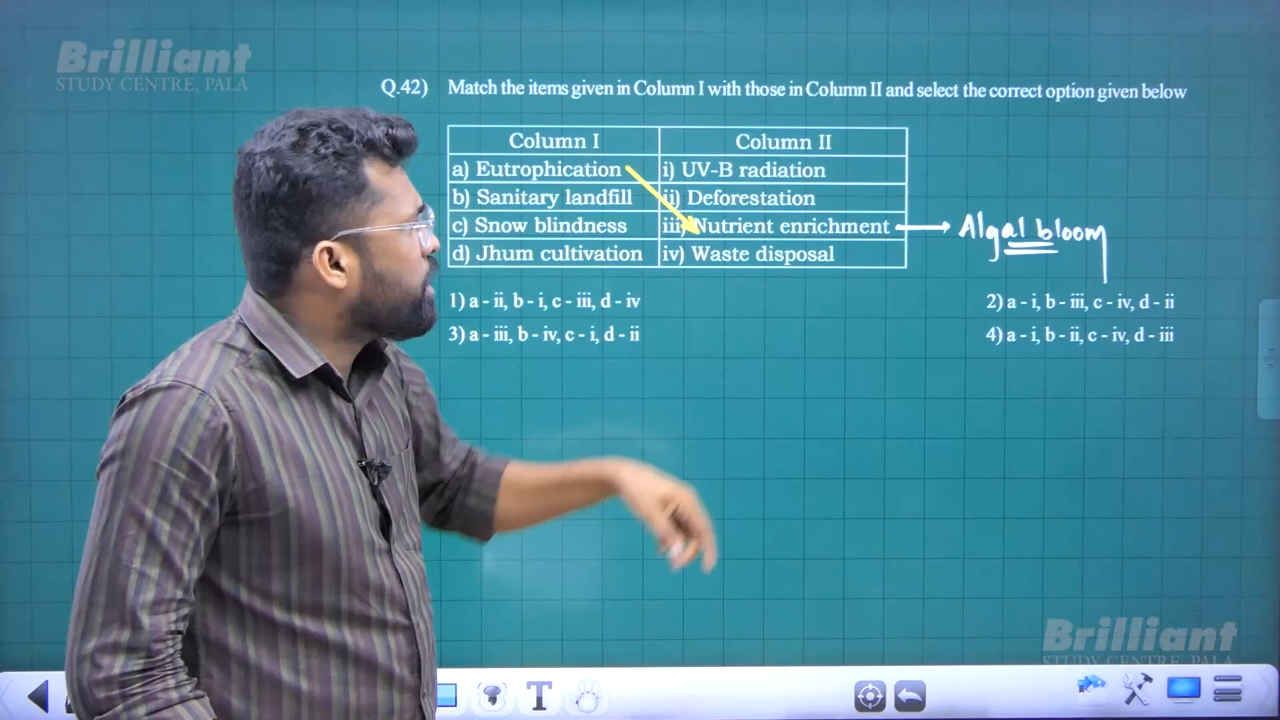 Brilliant
STUDY CENTRE, PALA
Q.42) Match the items given in Column I with those in Column II and select the correct option given below
Column I Column II
a) Eutrophication i) UV-B radiation
b) Sanitary landfill ii) Deforestation
c) Snow blindness iii) Nutrient enrichment Algal bloom
d) Jhum cultivation iv) Waste disposal
1) a - ii, b - i, c - iii, d - iv 2) a - i, b - iii, c - iv, d - ii
3) a - iii, b - iv, c - i, d - ii 4) a - i, b - ii, c - iv, d - iii
Brilliant
STUDY CENTRE, PALA
T